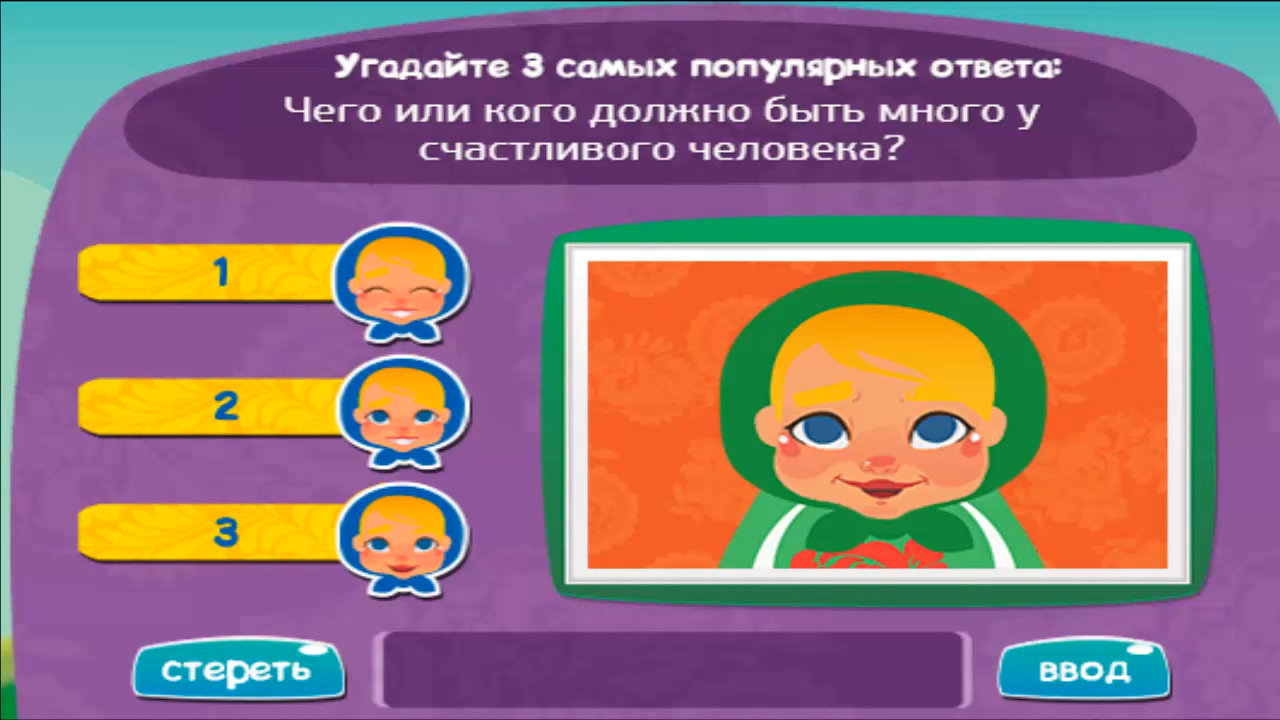 Угадайте 3 самых популярных ответа:
Чего или кого должно быть много у
счастливого человека?
1
2
3
стереть
ввод